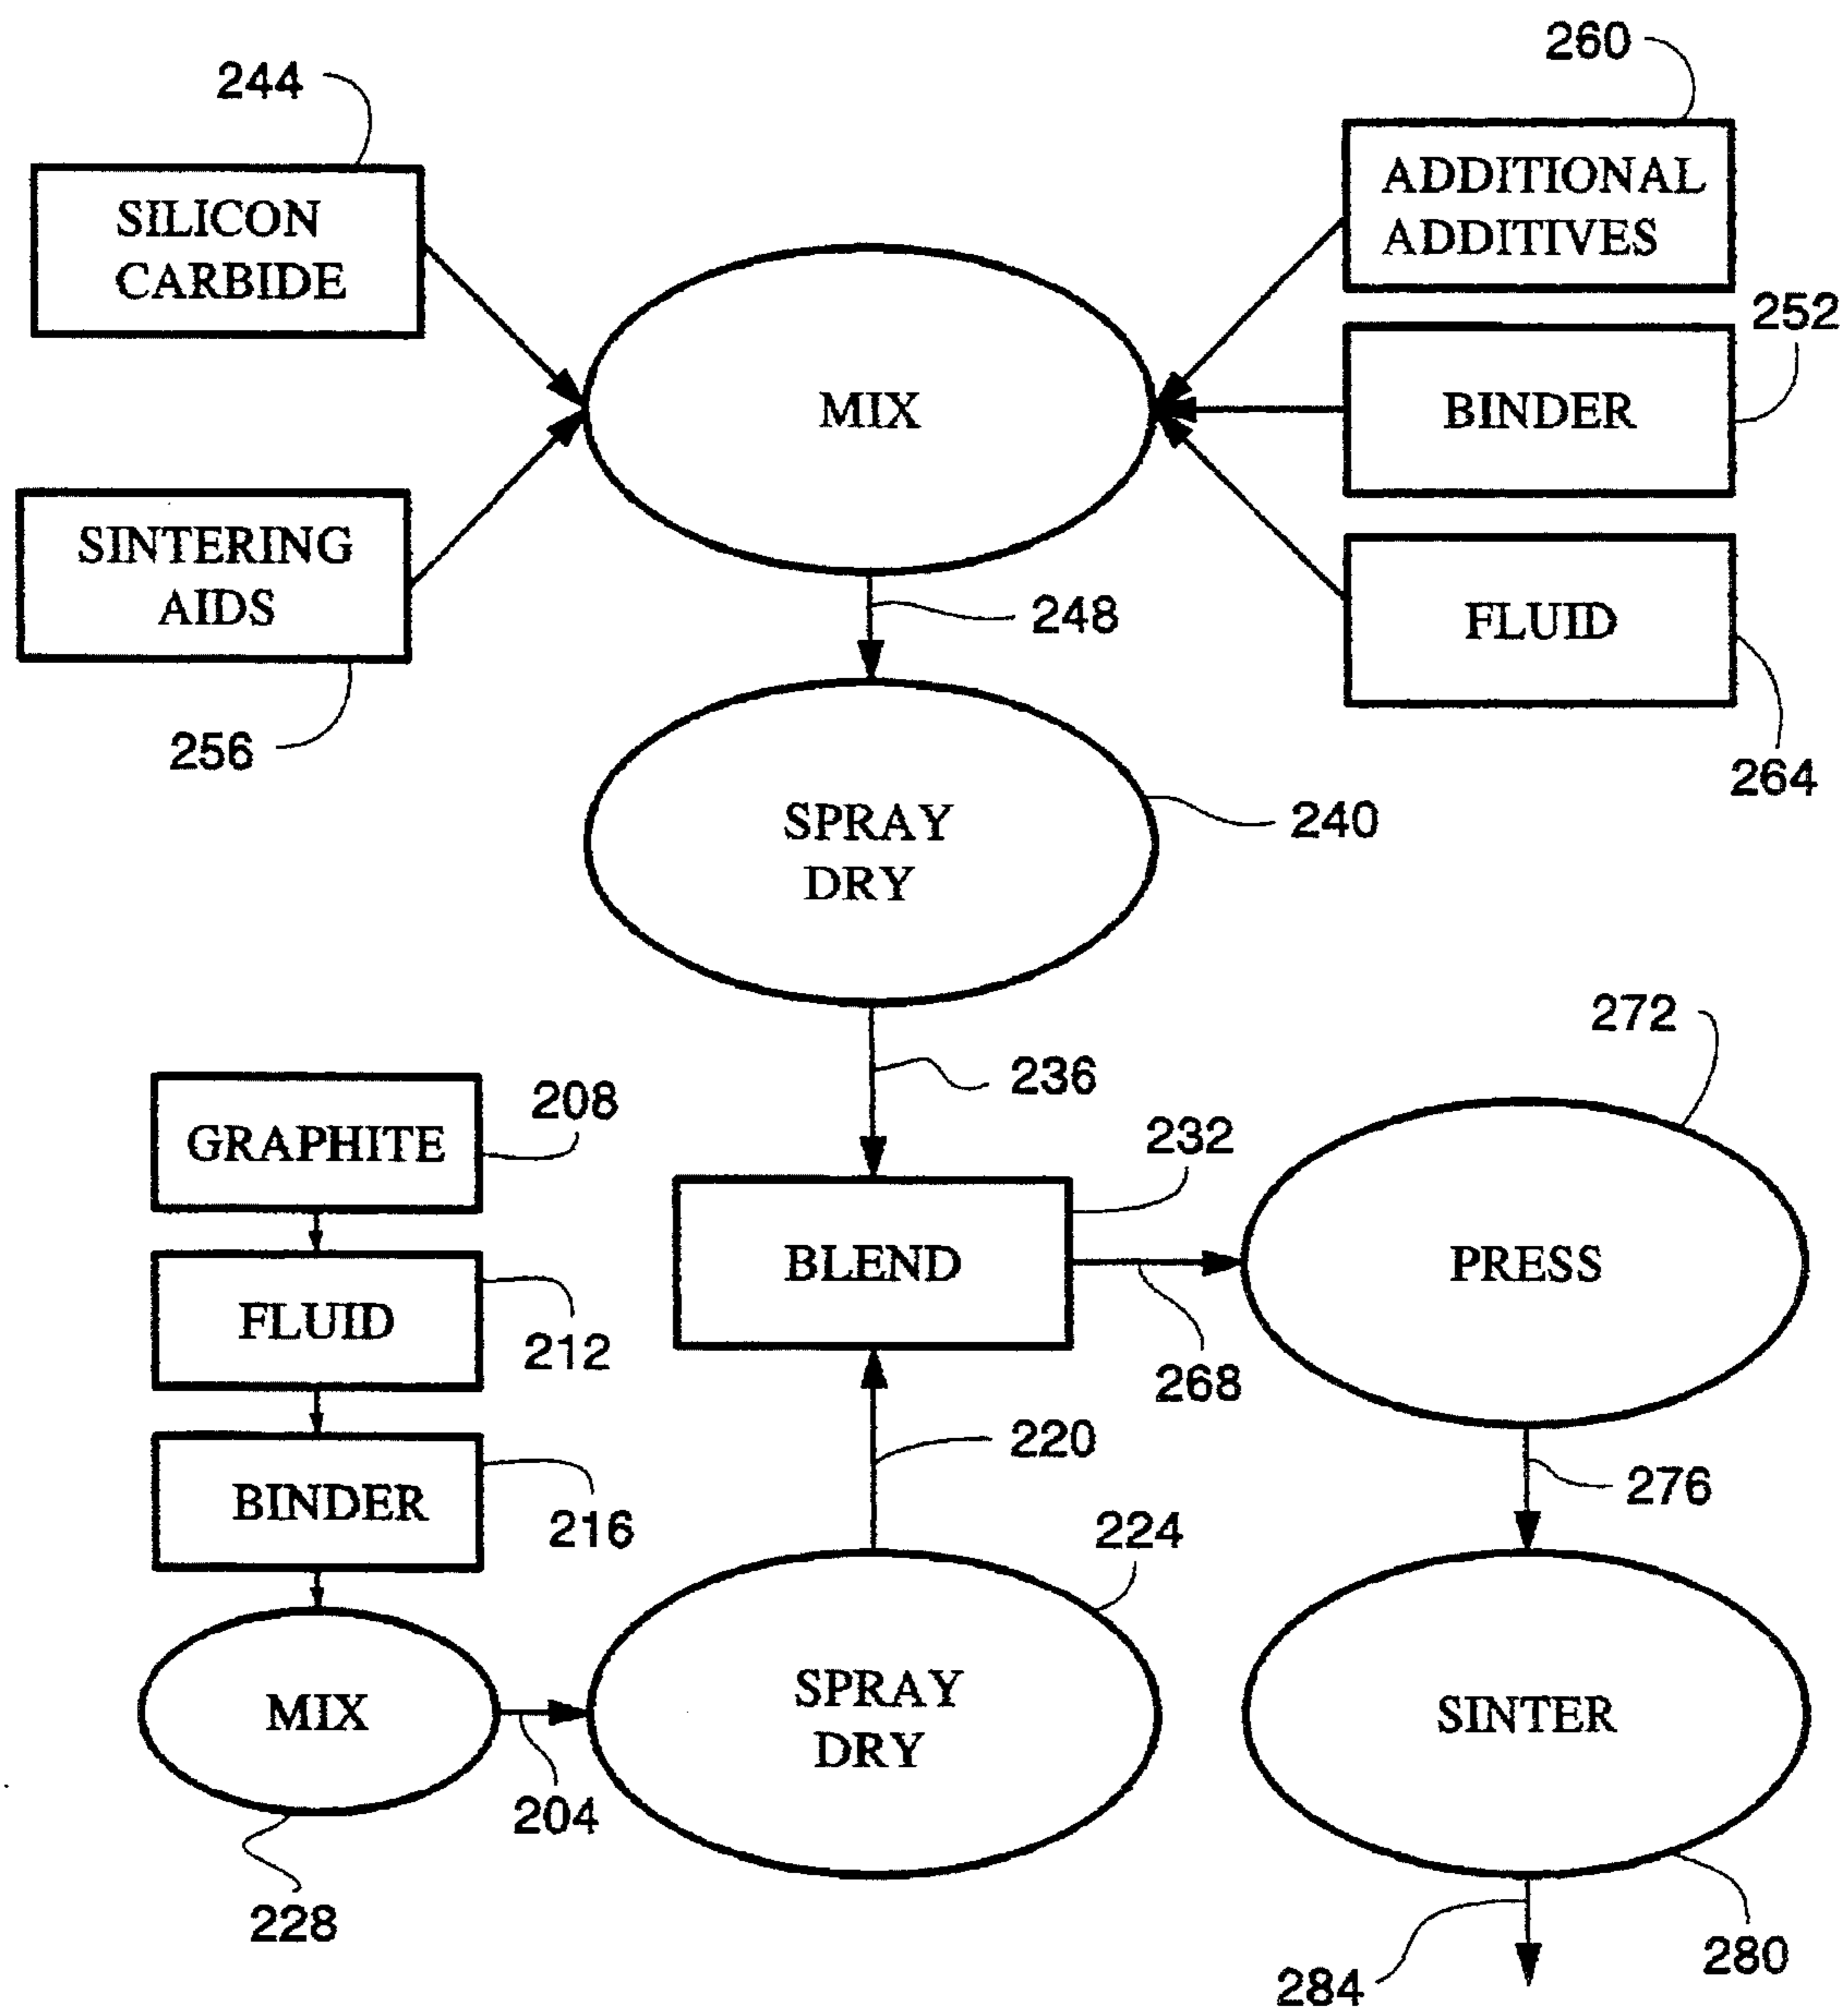 260
244
ADDITIONAL
ADDITIVES
SILICON
CARBIDE
252
MIX
BINDER
SINTERING
AIDS
248
FLUID
256
264
SPRAY
DRY
240
272
236
208
GRAPHITE
232
BLEND
PRESS
FLUID
212
268
220
276
BINDER
216
224
MIX
SPRAY
DRY
SINTER
204
228
284
280